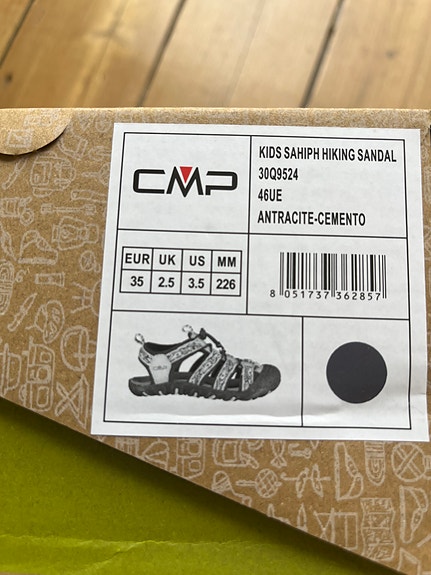 CMP
KIDS SAHIPH HIKING SANDAL
30Q9524
46UE
ANTRACITE-CEMENTO
EUR UK US MM
35 2.5 3.5 226
8 051737 362857
CMP